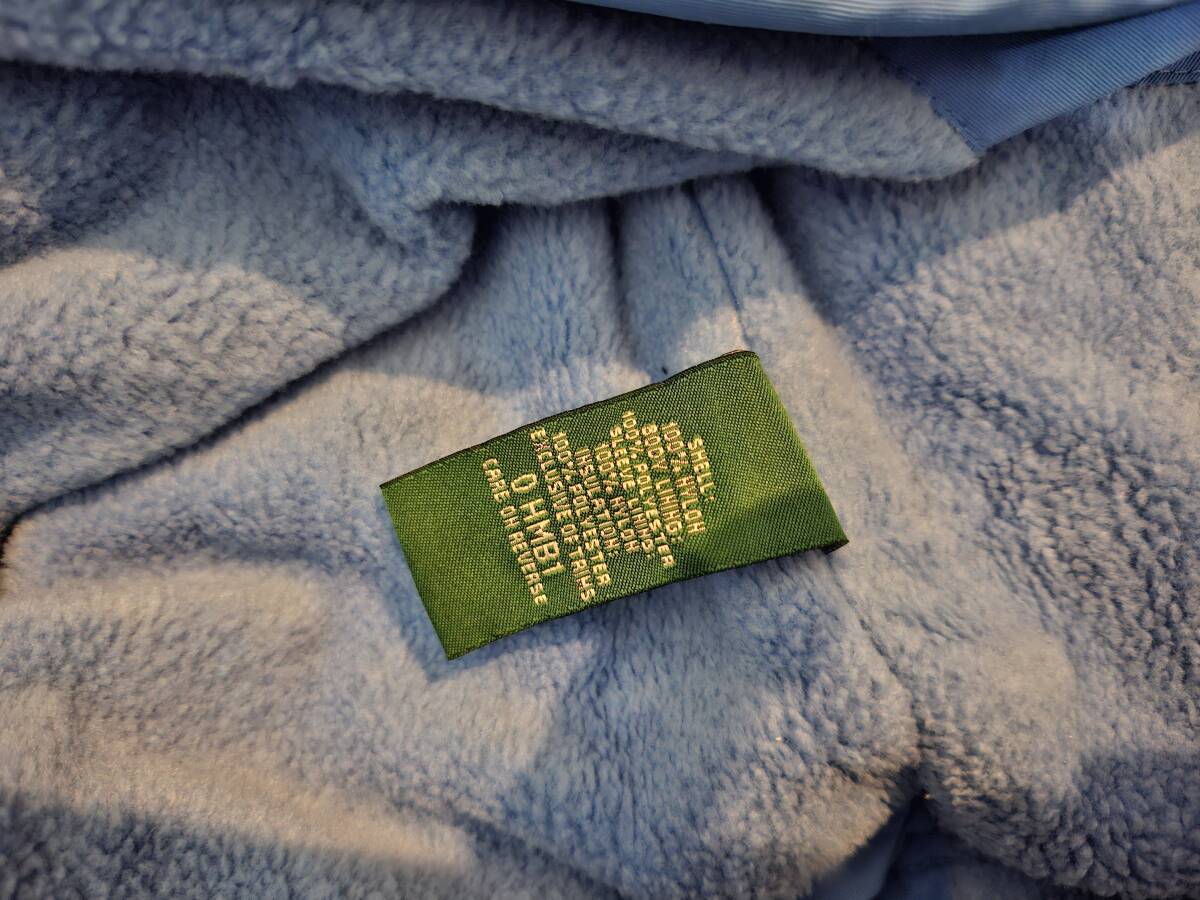 SHELL:
100% NYLON
BODY LINING:
100% POLYESTER
SLEEVE LINING:
100% NYLON
INSULATION:
100% POLYESTER
EXCLUSIVE OF TRIMS
0 HMB1
CARE ON REVERSE